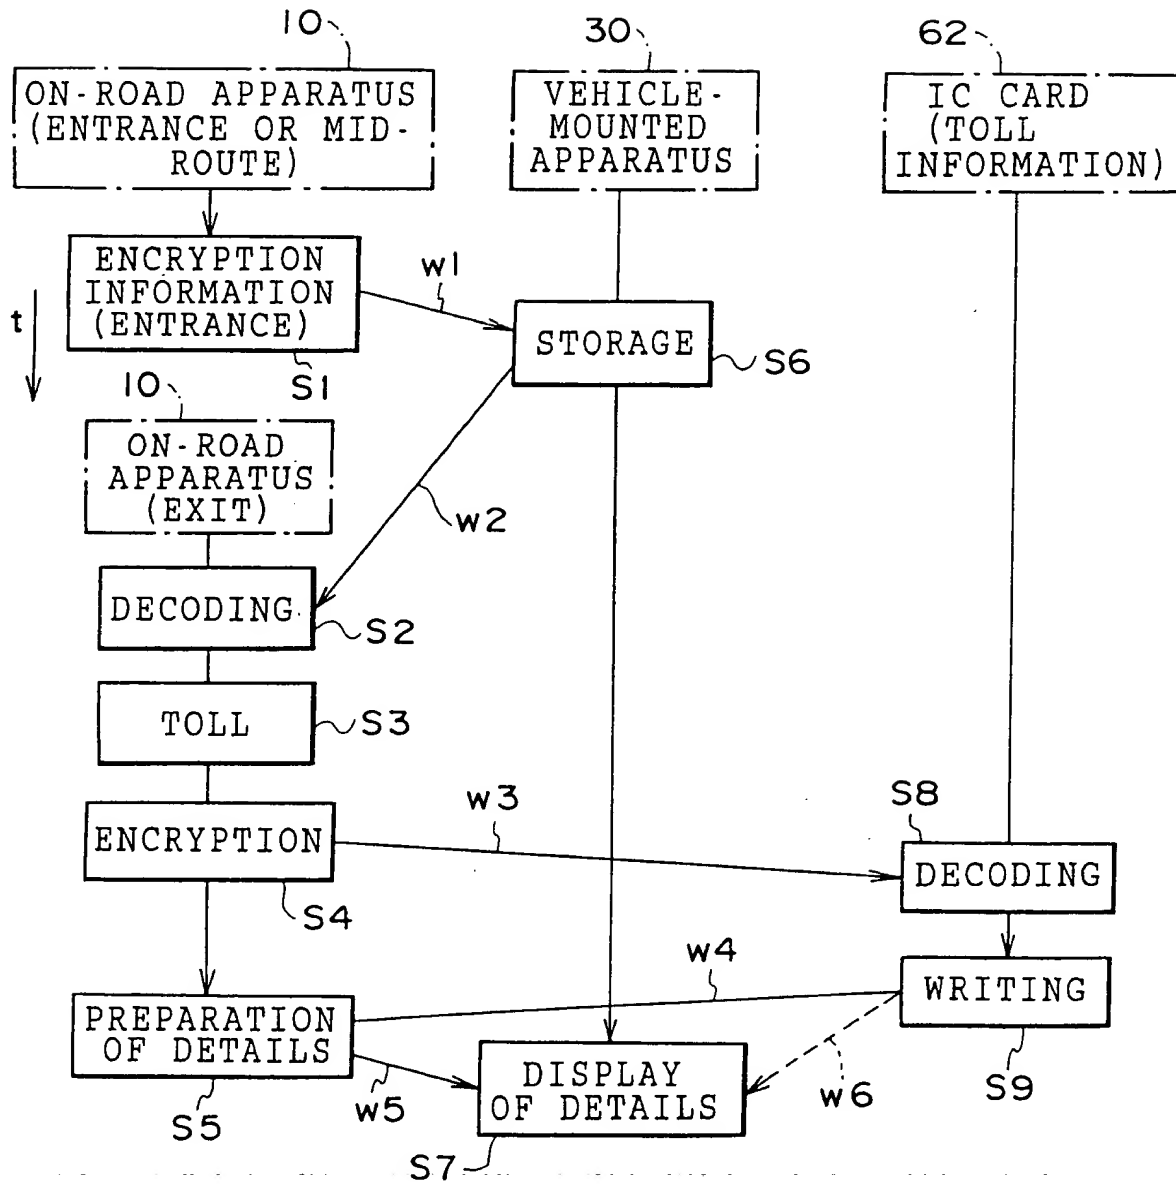 10
30
62
ON-ROAD APPARATUS
(ENTRANCE OR MID-
ROUTE)
VEHICLE-
MOUNTED
APPARATUS
IC CARD
(TOLL
INFORMATION)
ENCRYPTION
INFORMATION
(ENTRANCE)
S1
w1
t
STORAGE
S6
10
ON-ROAD
APPARATUS
(EXIT)
w2
DECODING
S2
TOLL
S3
ENCRYPTION
S4
w3
S8
DECODING
w4
WRITING
S9
PREPARATION
OF DETAILS
S5
w5
DISPLAY
OF DETAILS
S7
w6